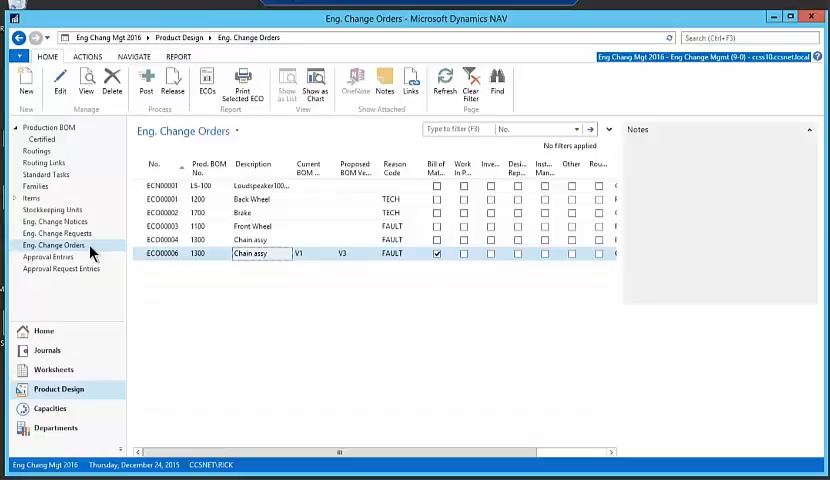 Eng. Change Orders - Microsoft Dynamics NAV
Eng Chang Mgt 2016 Product Design Eng. Change Orders
Search (Ctrl+F3)
HOME ACTIONS NAVIGATE REPORT
Eng Chang Mgt 2016 - Eng Change Mgmt (9-0) - ccss10.ccsnet.local
New Edit View Delete Post Release ECOs Print Selected ECO Show as List Show as Chart OneNote Notes Links Refresh Clear Filter Find
New Manage Process Report View Show Attached Page
Production BOM
Certified
Routings
Routing Links
Standard Tasks
Families
Items
Stockkeeping Units
Eng. Change Notices
Eng. Change Requests
Eng. Change Orders
Approval Entries
Approval Request Entries
Home
Journals
Worksheets
Product Design
Capacities
Departments
Eng. Change Orders
Type to filter (F3) No.
No filters applied
No. Prod. BOM No. Description Current BOM ... Proposed BOM Ve... Reason Code Bill of Mat... Work In P... Inve... Desi... Rep... Inst... Man... Other Rou...
ECN00001 LS-100 Loudspeaker100...
ECO00001 1200 Back Wheel TECH
ECO00002 1700 Brake TECH
ECO00003 1100 Front Wheel FAULT
ECO00004 1300 Chain assy FAULT
ECO00006 1300 Chain assy V1 V3 FAULT
Notes
Eng Chang Mgt 2016 Thursday, December 24, 2015 CCSNET\RICK